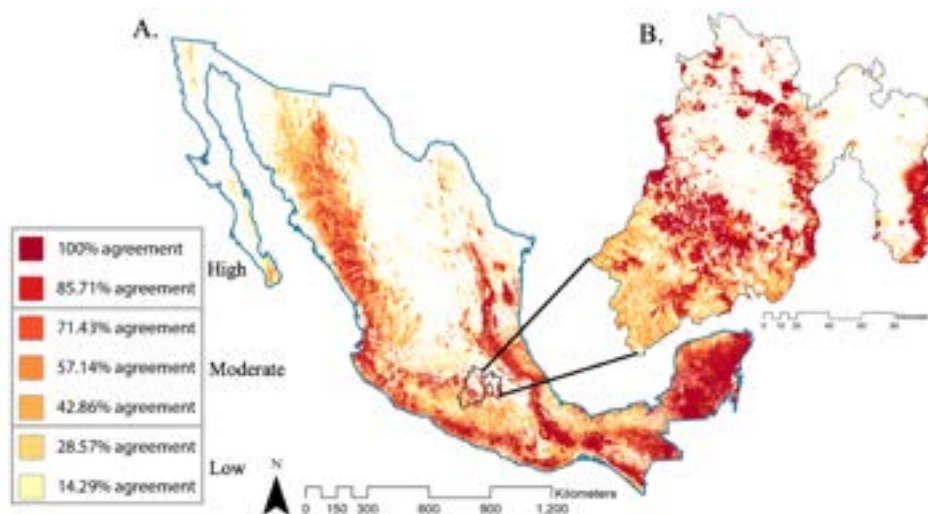 A.
B.
100% agreement
85.71% agreement
High
71.43% agreement
57.14% agreement
Moderate
42.86% agreement
28.57% agreement
14.29% agreement
Low
N
Kilometers
0 150 300 600 900 1,200